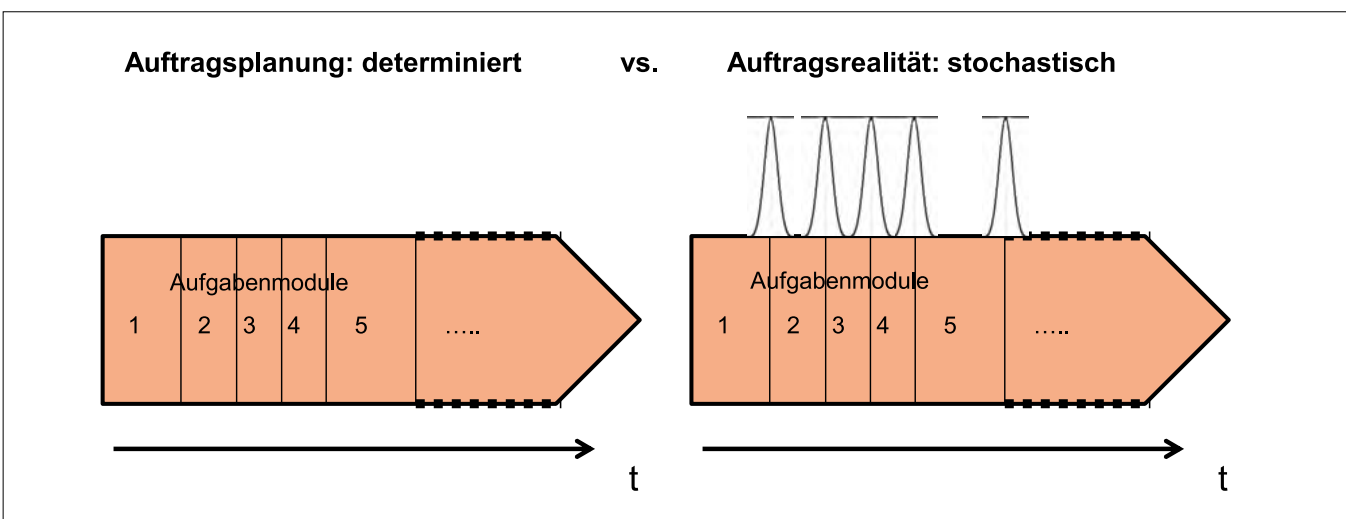 Auftragsplanung: determiniert vs. Auftragsrealität: stochastisch
Aufgabenmodule
1 2 3 4 5 .....
t
Aufgabenmodule
1 2 3 4 5 .....
t